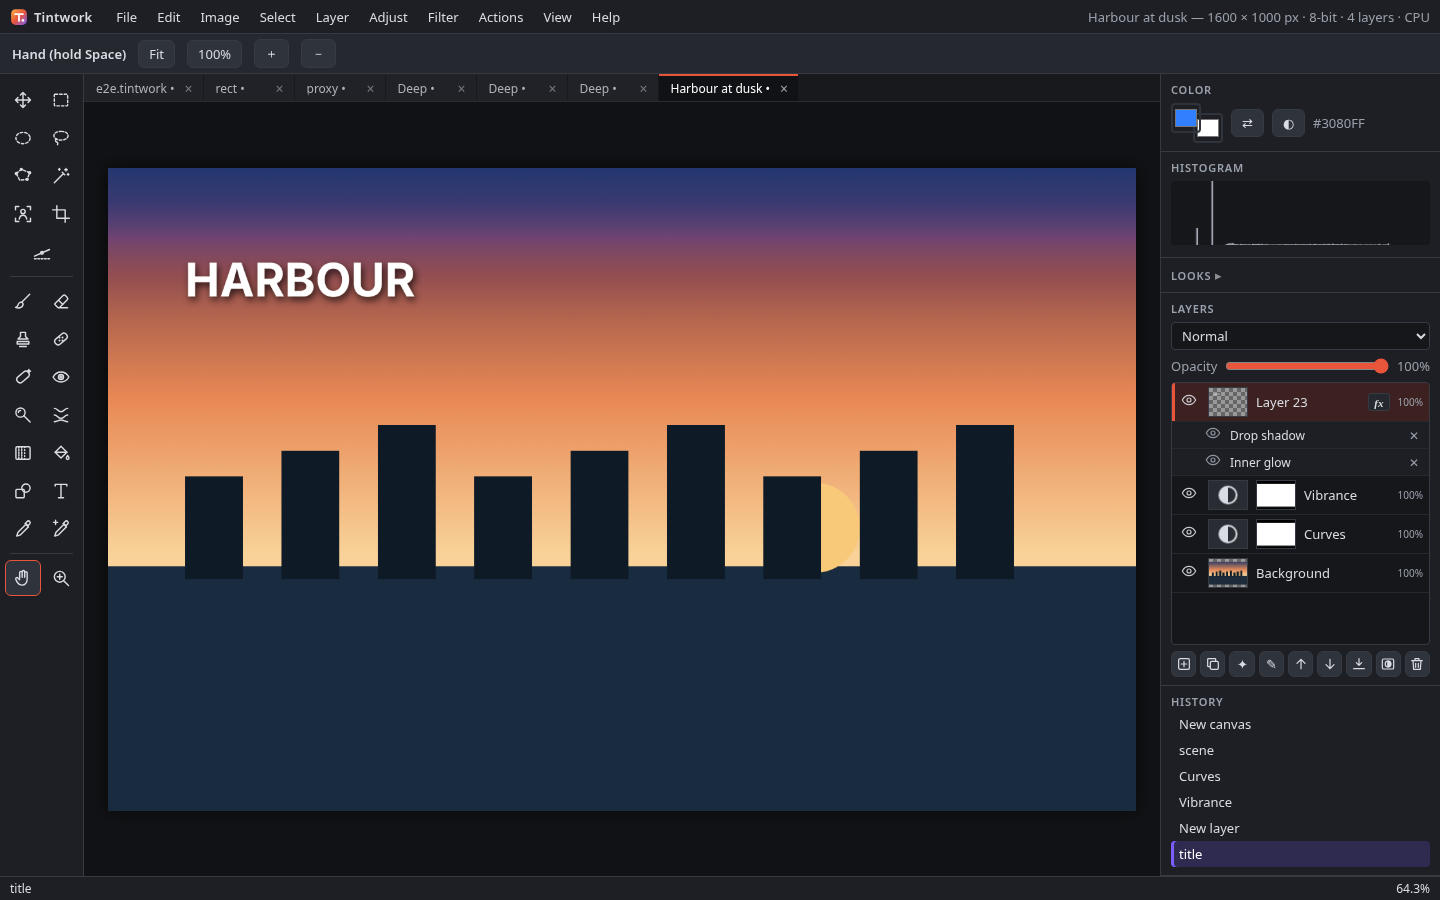 Tintwork File Edit Image Select Layer Adjust Filter Actions View Help Harbour at dusk — 1600 × 1000 px · 8-bit · 4 layers · CPU
Hand (hold Space) Fit 100% + −
e2e.tintwork • × rect • × proxy • × Deep • × Deep • × Deep • × Harbour at dusk • ×
HARBOUR
COLOR
#3080FF
HISTOGRAM
LOOKS ▸
LAYERS
Normal
Opacity 100%
Layer 23 fx 100%
Drop shadow ×
Inner glow ×
Vibrance 100%
Curves 100%
Background 100%
HISTORY
New canvas
scene
Curves
Vibrance
New layer
title
title 64.3%